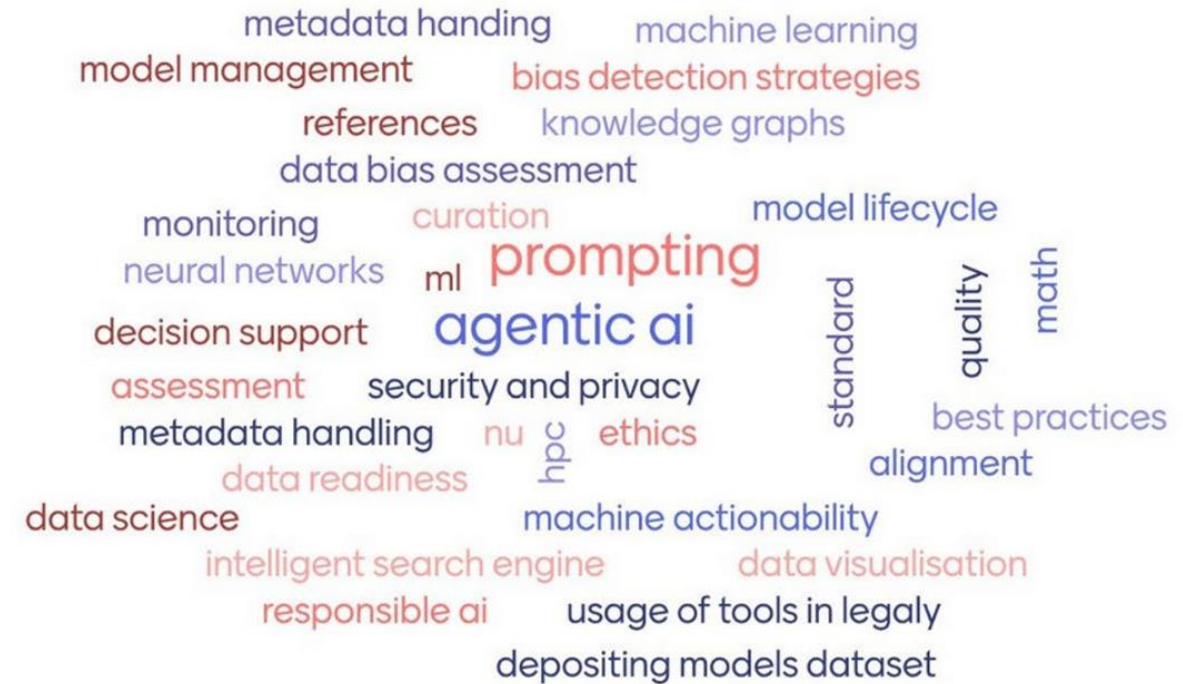 metadata handing
machine learning
model management
bias detection strategies
references
knowledge graphs
data bias assessment
model lifecycle
monitoring
curation
prompting
neural networks
ml
math
standard
quality
decision support
agentic ai
assessment
security and privacy
best practices
metadata handling
nu
hpc
ethics
alignment
data readiness
data science
machine actionability
intelligent search engine
data visualisation
responsible ai
usage of tools in legaly
depositing models dataset